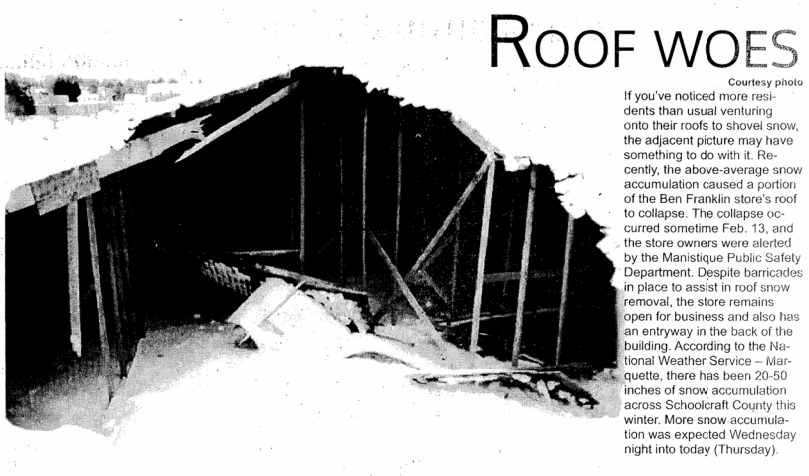 ROOF WOES
Courtesy photo
If you've noticed more resi-
dents than usual venturing
onto their roofs to shovel snow,
the adjacent picture may have
something to do with it. Re-
cently, the above-average snow
accumulation caused a portion
of the Ben Franklin store's roof
to collapse. The collapse oc-
curred sometime Feb. 13, and
the store owners were alerted
by the Manistique Public Safety
Department. Despite barricades
in place to assist in roof snow
removal, the store remains
open for business and also has
an entryway in the back of the
building. According to the Na-
tional Weather Service – Mar-
quette, there has been 20-50
inches of snow accumulation
across Schoolcraft County this
winter. More snow accumula-
tion was expected Wednesday
night into today (Thursday).